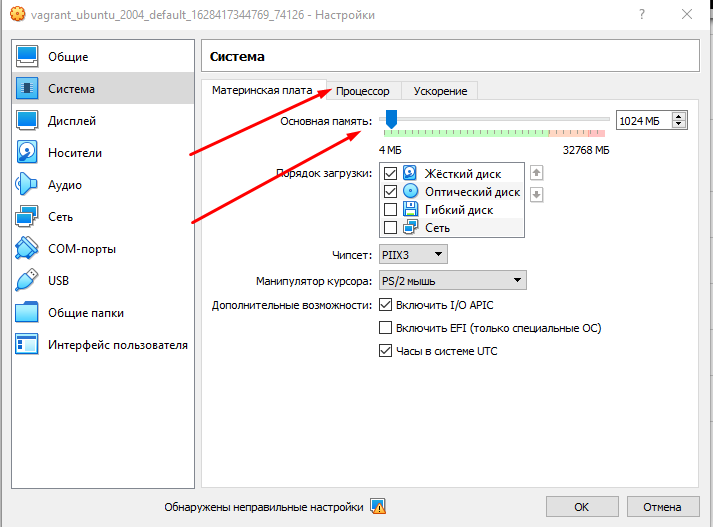 vagrant_ubuntu_2004_default_1628417344769_74126 - Настройки
?
Общие
Система
Дисплей
Носители
Аудио
Сеть
COM-порты
USB
Общие папки
Интерфейс пользователя
Система
Материнская плата Процессор Ускорение
Основная память: 1024 МБ
4 МБ 32768 МБ
Порядок загрузки: Жёсткий диск
Оптический диск
Гибкий диск
Сеть
Чипсет: PIIX3
Манипулятор курсора: PS/2 мышь
Дополнительные возможности: Включить I/O APIC
Включить EFI (только специальные ОС)
Часы в системе UTC
Обнаружены неправильные настройки OK Отмена